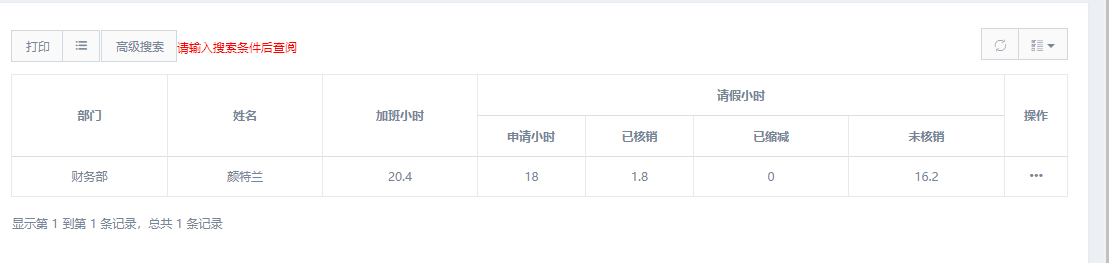 打印 高级搜索 请输入搜索条件后查阅
部门 姓名 加班小时 请假小时 操作
申请小时 已核销 已缩减 未核销
财务部 颜特兰 20.4 18 1.8 0 16.2 •••
显示第 1 到第 1 条记录，总共 1 条记录